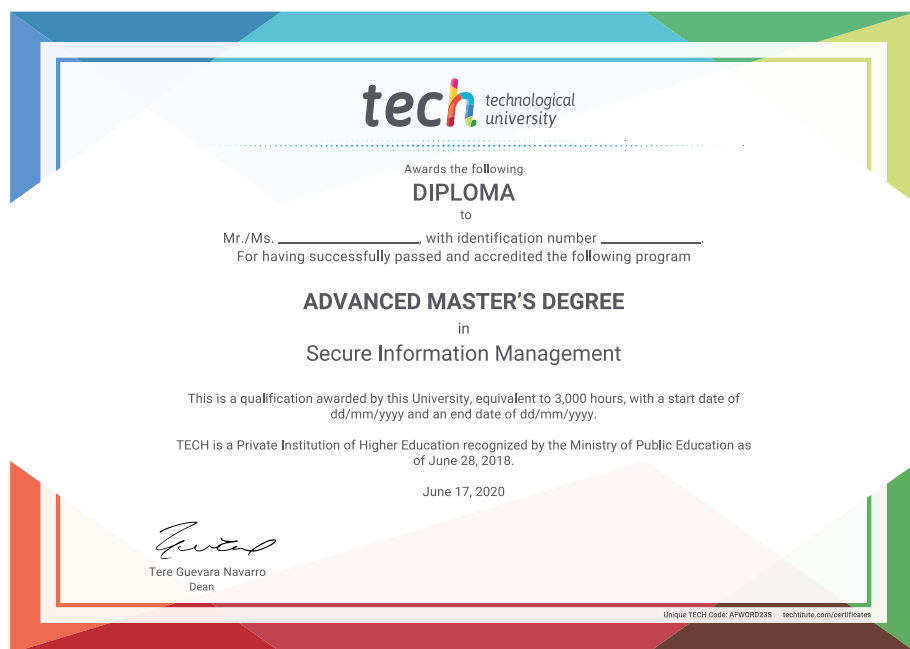 tech technological
university
Awards the following
DIPLOMA
to
Mr./Ms. ____________, with identification number ____________.
For having successfully passed and accredited the following program
ADVANCED MASTER'S DEGREE
in
Secure Information Management
This is a qualification awarded by this University, equivalent to 3,000 hours, with a start date of
dd/mm/yyyy and an end date of dd/mm/yyyy.
TECH is a Private Institution of Higher Education recognized by the Ministry of Public Education as
of June 28, 2018.
June 17, 2020
Tere Guevara Navarro
Dean
Unique TECH Code: AFWORD23S techtitute.com/certificates